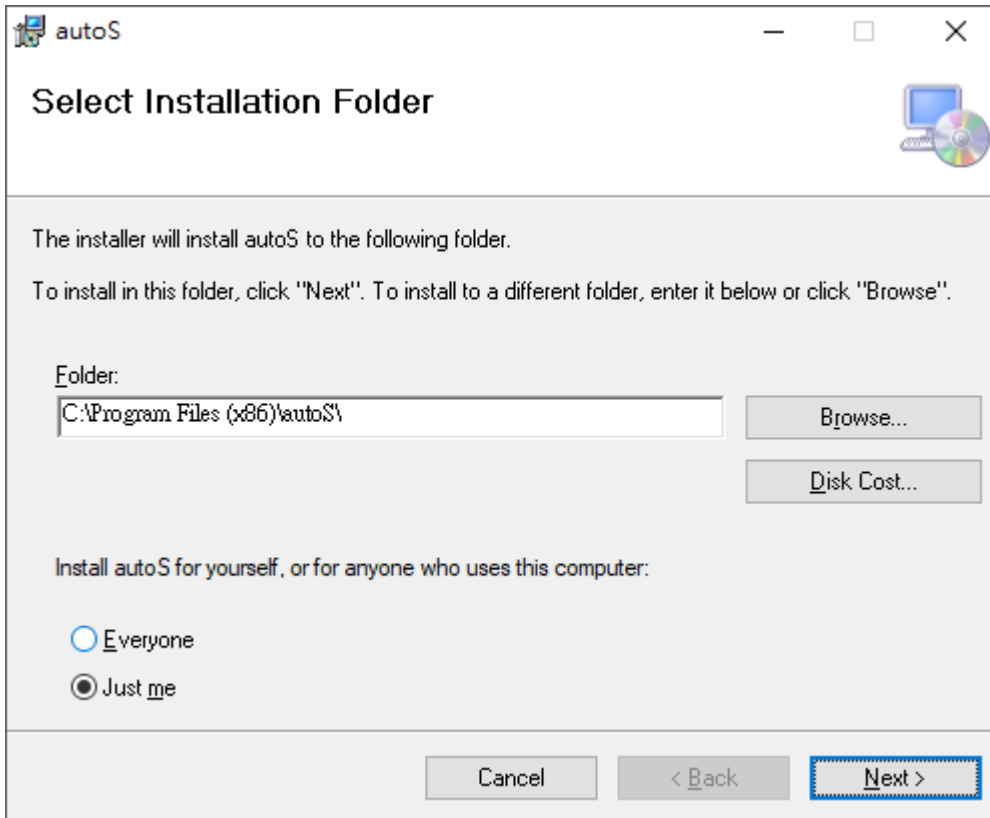 autoS
Select Installation Folder
The installer will install autoS to the following folder.
To install in this folder, click "Next". To install to a different folder, enter it below or click "Browse".
Folder:
C:\Program Files (x86)\autoS\
Browse...
Disk Cost...
Install autoS for yourself, or for anyone who uses this computer:
Everyone
Just me
Cancel
< Back
Next >